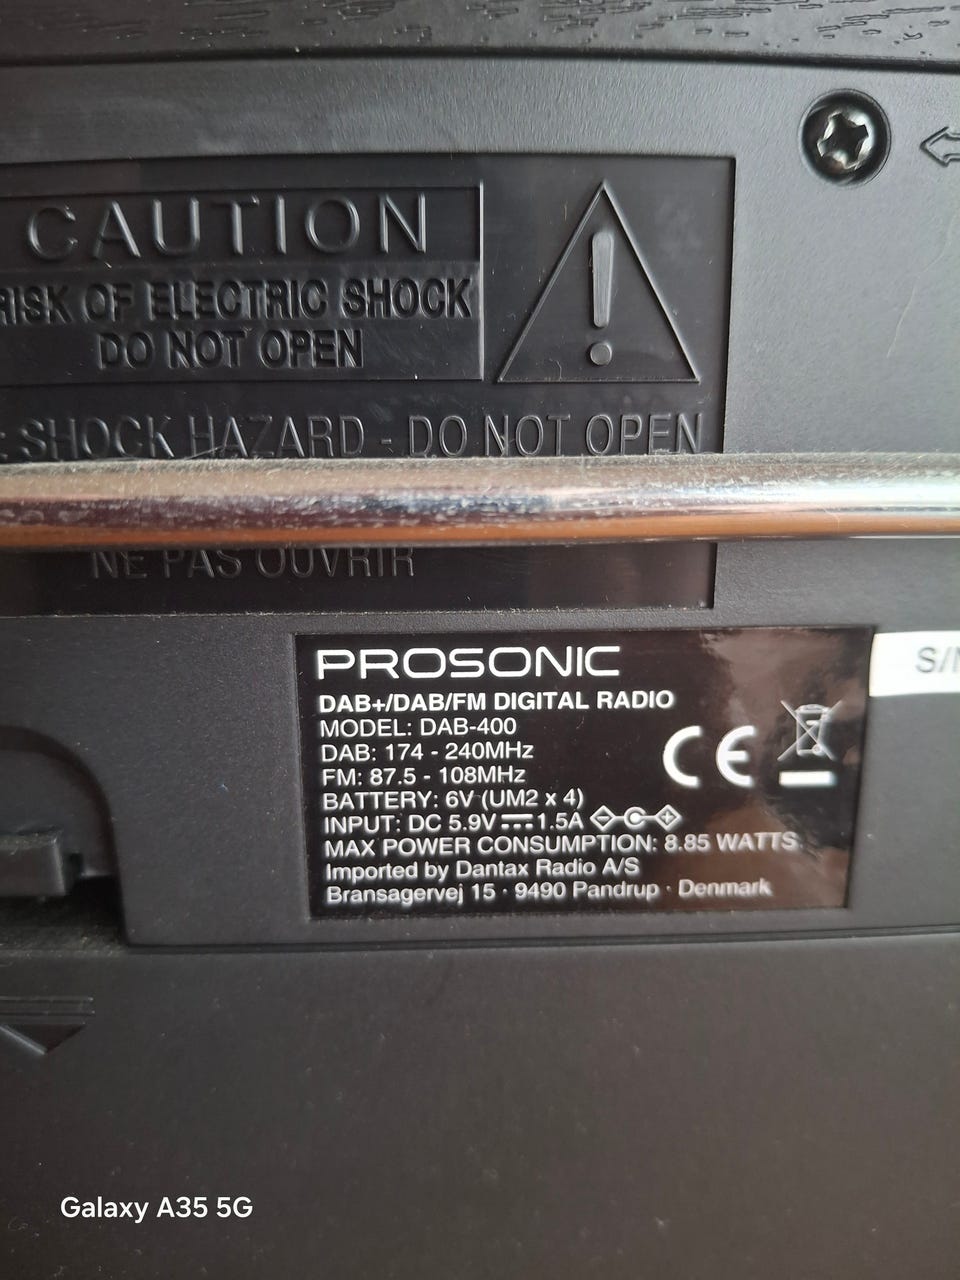 CAUTION
RISK OF ELECTRIC SHOCK
DO NOT OPEN
: SHOCK HAZARD - DO NOT OPEN
NE PAS OUVRIR
PROSONIC
DAB+/DAB/FM DIGITAL RADIO
MODEL: DAB-400
DAB: 174 - 240MHz
FM: 87.5 - 108MHz
BATTERY: 6V (UM2 x 4)
INPUT: DC 5.9V 1.5A
MAX POWER CONSUMPTION: 8.85 WATTS
Imported by Dantax Radio A/S
Bransagervej 15 · 9490 Pandrup · Denmark
CE
S/N
Galaxy A35 5G